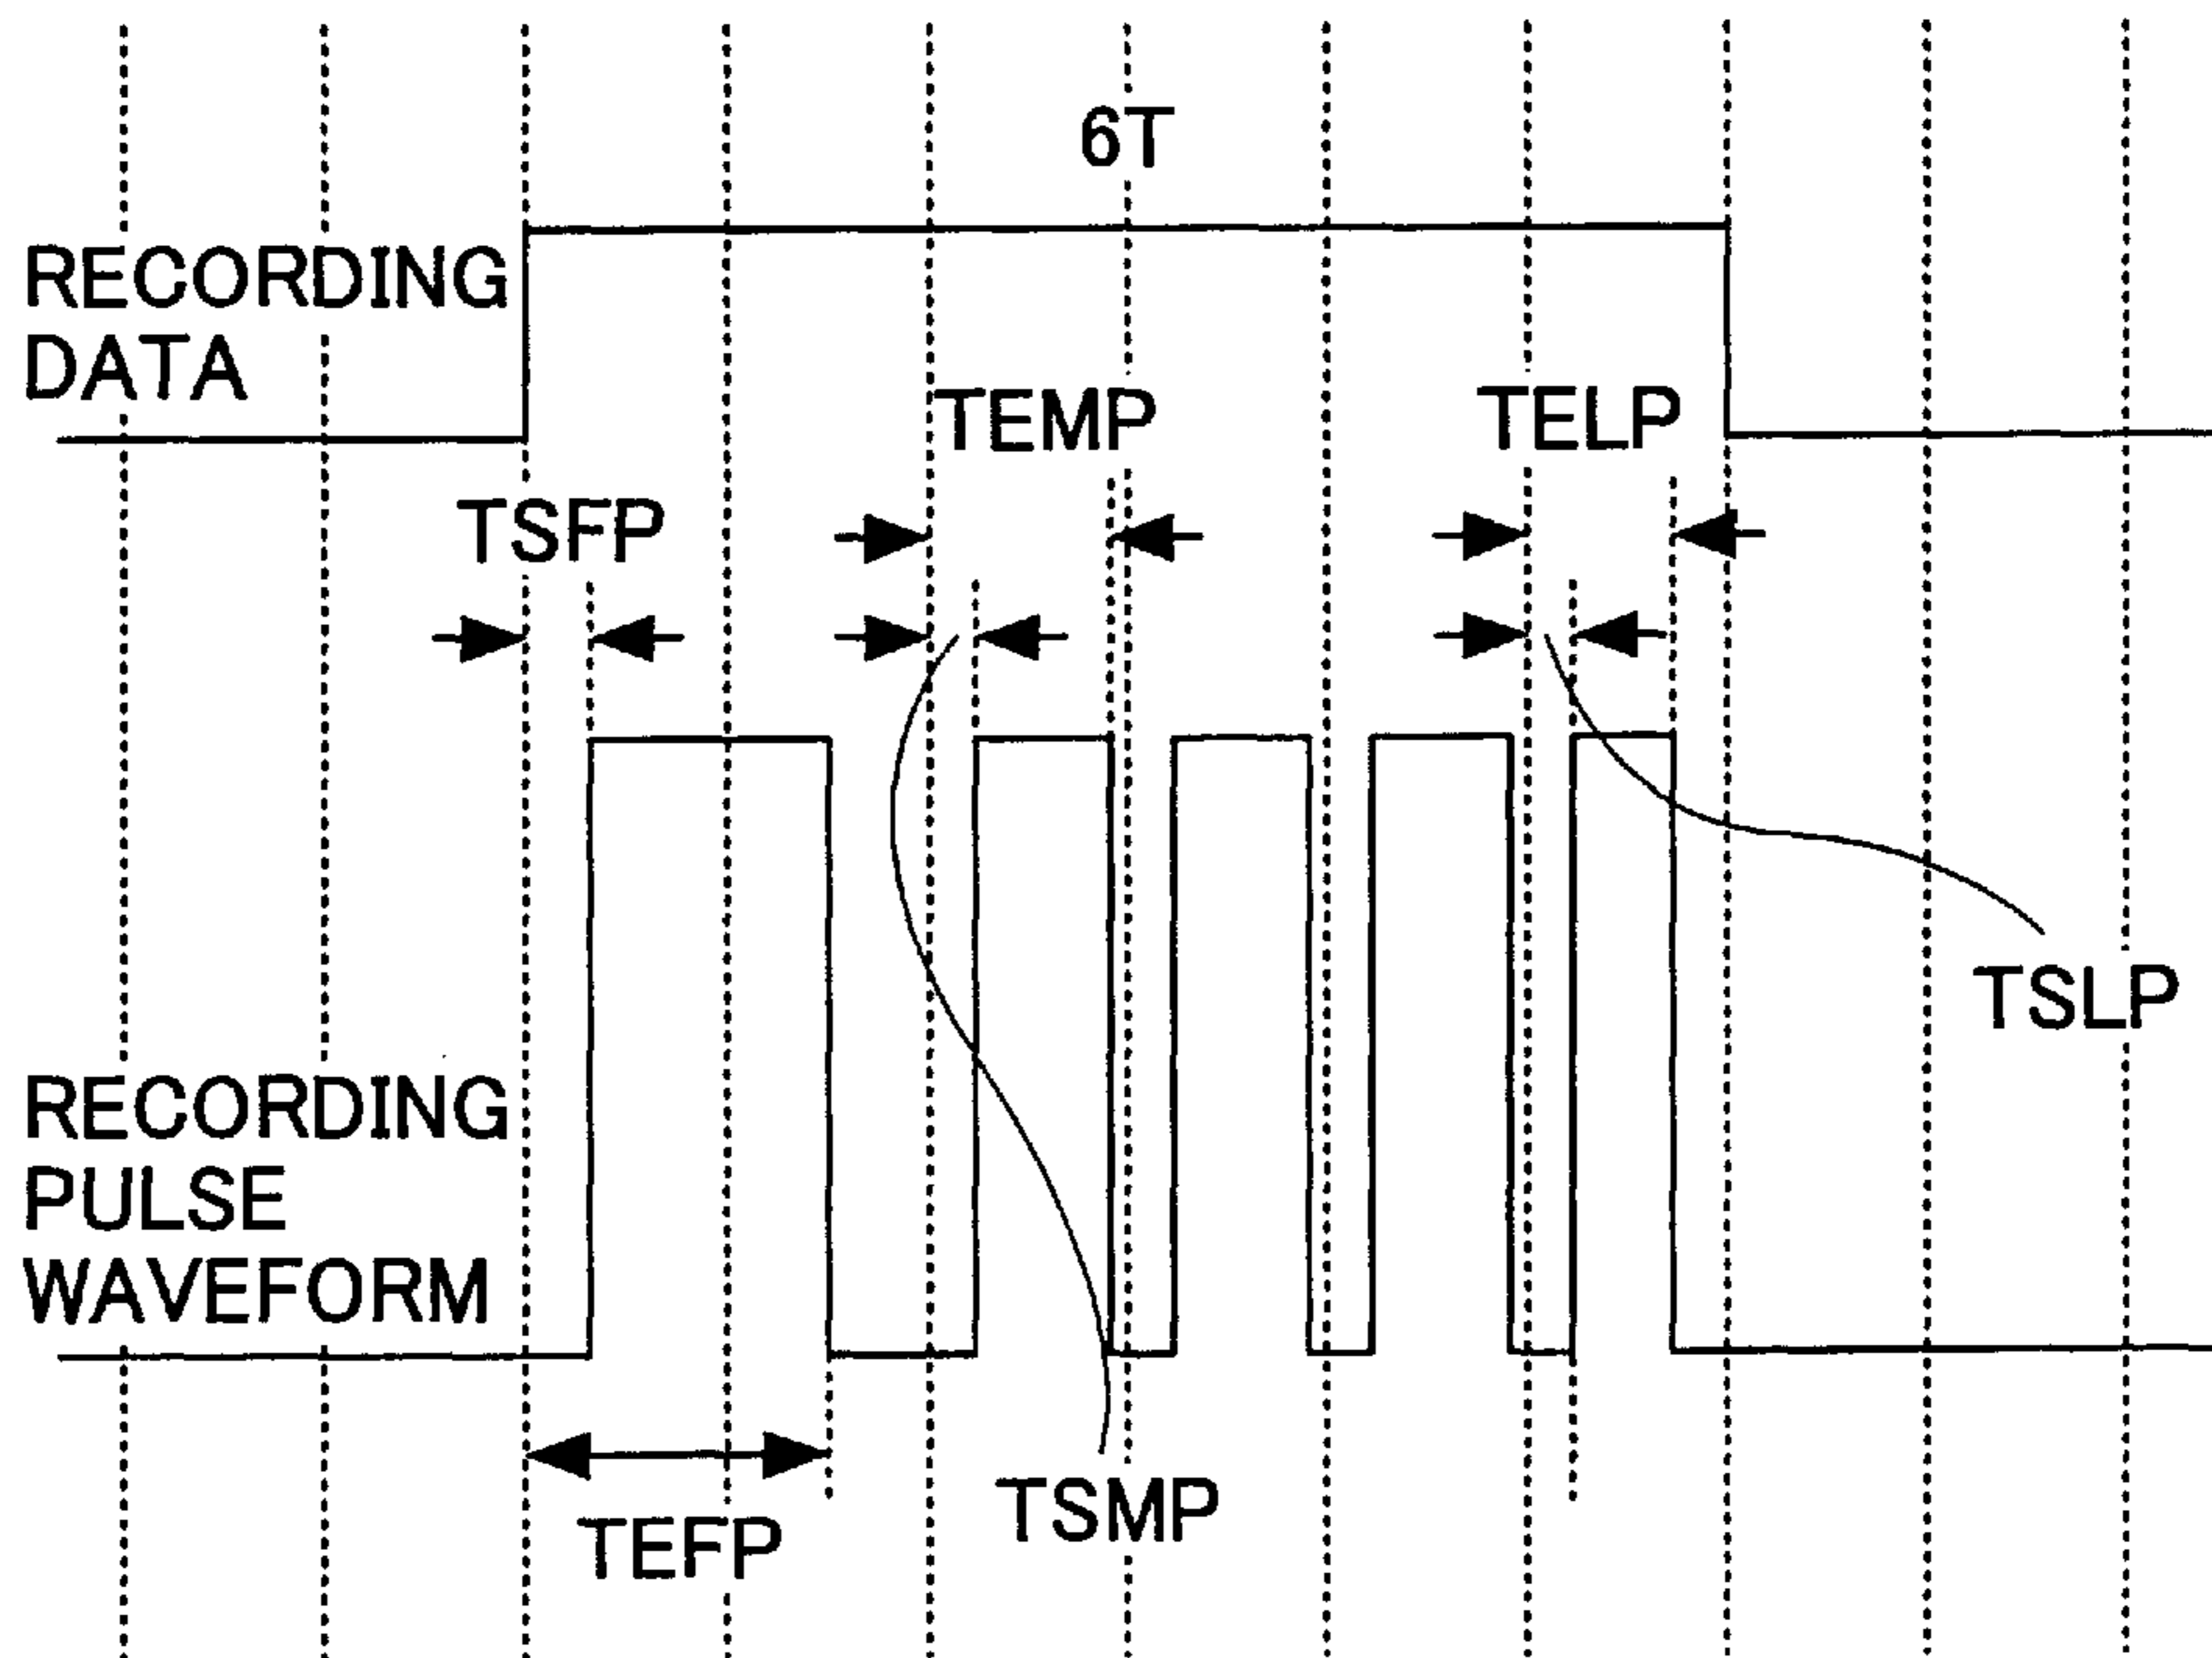 6T
RECORDING
DATA
TEMP
TELP
TSFP
TSLP
RECORDING
PULSE
WAVEFORM
TSMP
TEFP